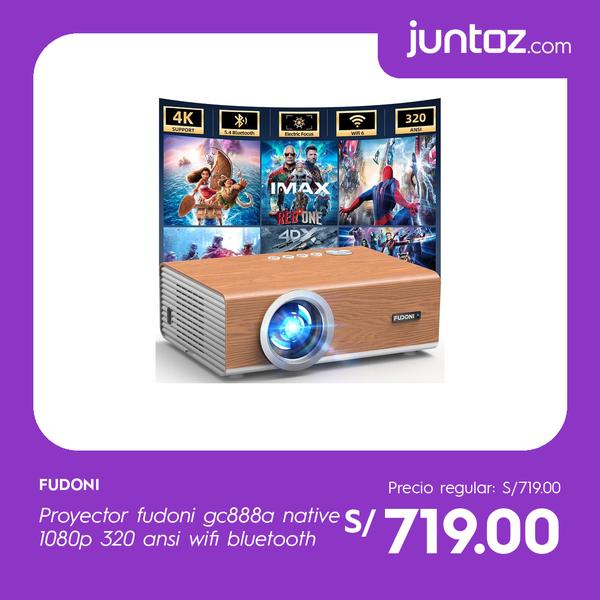 juntoz.com
4K
SUPPORT
5.4 Bluetooth
Electric Focus
Wifi 6
320
ANSI
IMAX
RED ONE
4DX
FUDONI
FUDONI
Precio regular: S/719.00
Proyector fudoni gc888a native
1080p 320 ansi wifi bluetooth
S/ 719.00